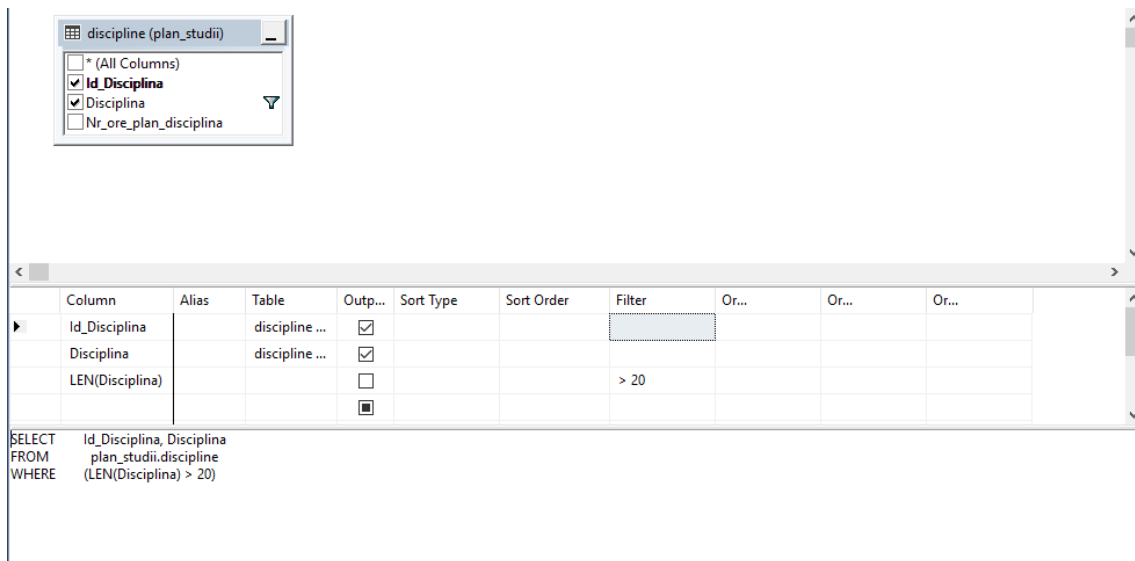 discipline (plan_studii)
* (All Columns)
Id_Disciplina
Disciplina
Nr_ore_plan_disciplina
Column Alias Table Outp... Sort Type Sort Order Filter Or... Or... Or...
Id_Disciplina discipline ...
Disciplina discipline ...
LEN(Disciplina) > 20
SELECT Id_Disciplina, Disciplina
FROM plan_studii.discipline
WHERE (LEN(Disciplina) > 20)